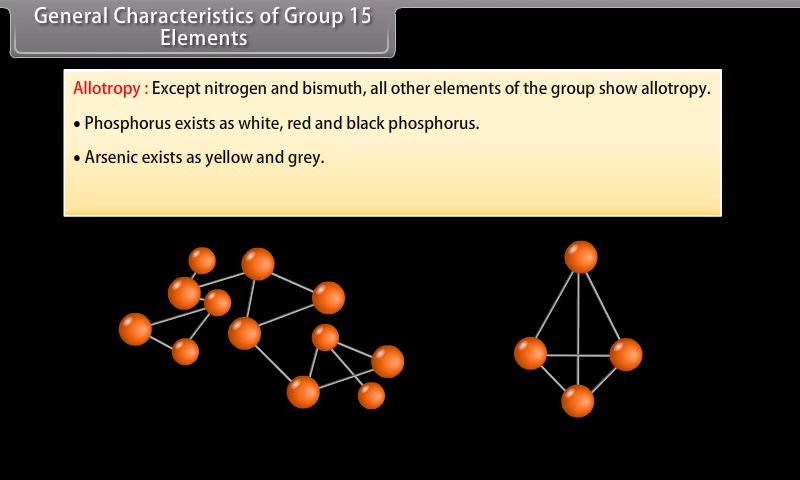 General Characteristics of Group 15
Elements
Allotropy : Except nitrogen and bismuth, all other elements of the group show allotropy.
• Phosphorus exists as white, red and black phosphorus.
• Arsenic exists as yellow and grey.